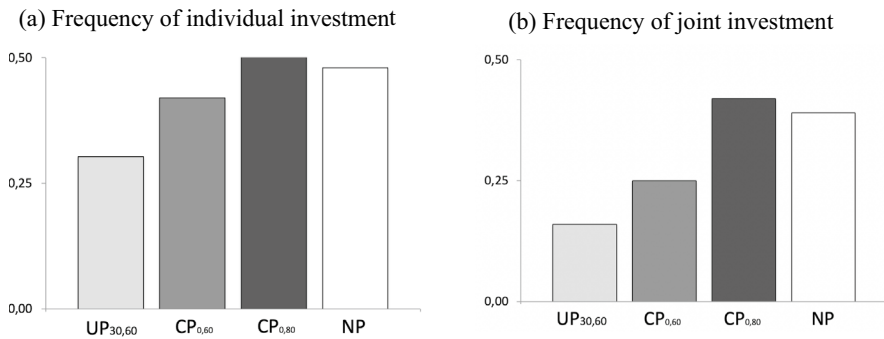 (a) Frequency of individual investment
0,50
0,25
0,00
UP30,60 CP0,60 CP0,80 NP
(b) Frequency of joint investment
0,50
0,25
0,00
UP30,60 CP0,60 CP0,80 NP